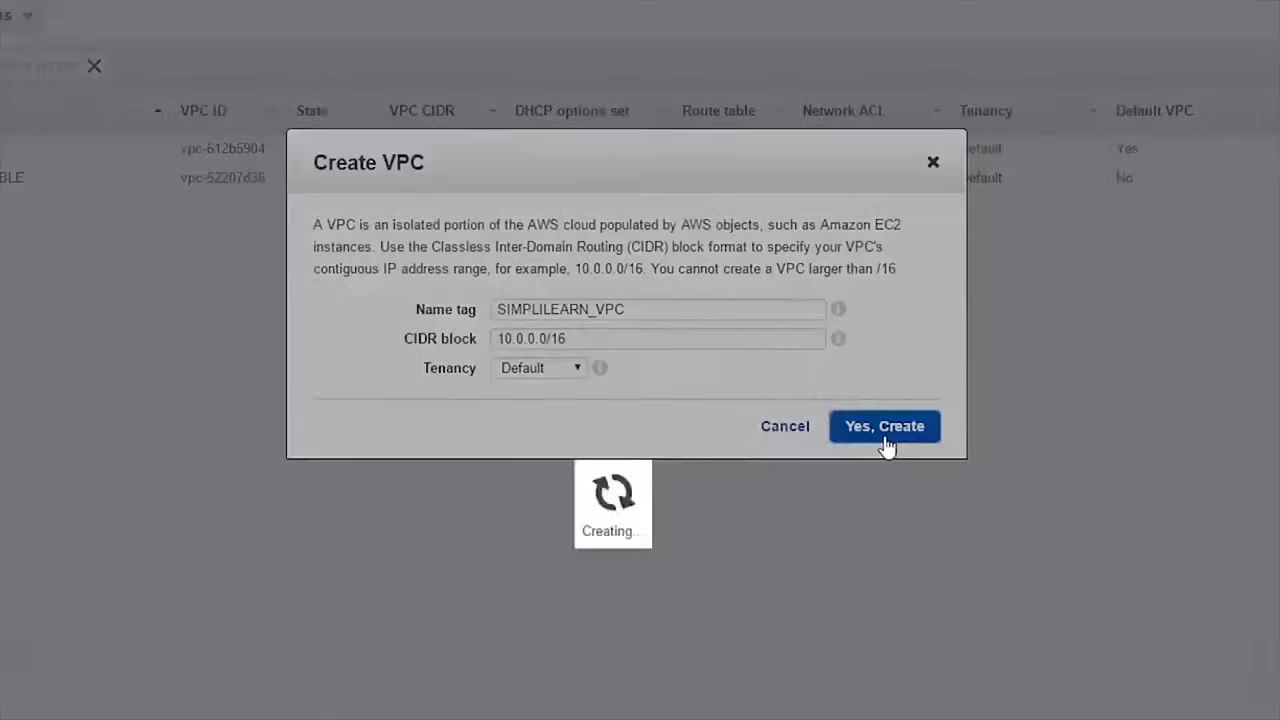 VPC ID State VPC CIDR DHCP options set Route table Network ACL Tenancy Default VPC
vpc-612b5904 Yes
BLE vpc-52207d36 No
Create VPC
A VPC is an isolated portion of the AWS cloud populated by AWS objects, such as Amazon EC2
instances. Use the Classless Inter-Domain Routing (CIDR) block format to specify your VPC's
contiguous IP address range, for example, 10.0.0.0/16. You cannot create a VPC larger than /16
Name tag SIMPLILEARN_VPC
CIDR block 10.0.0.0/16
Tenancy Default
Cancel Yes, Create
Creating...